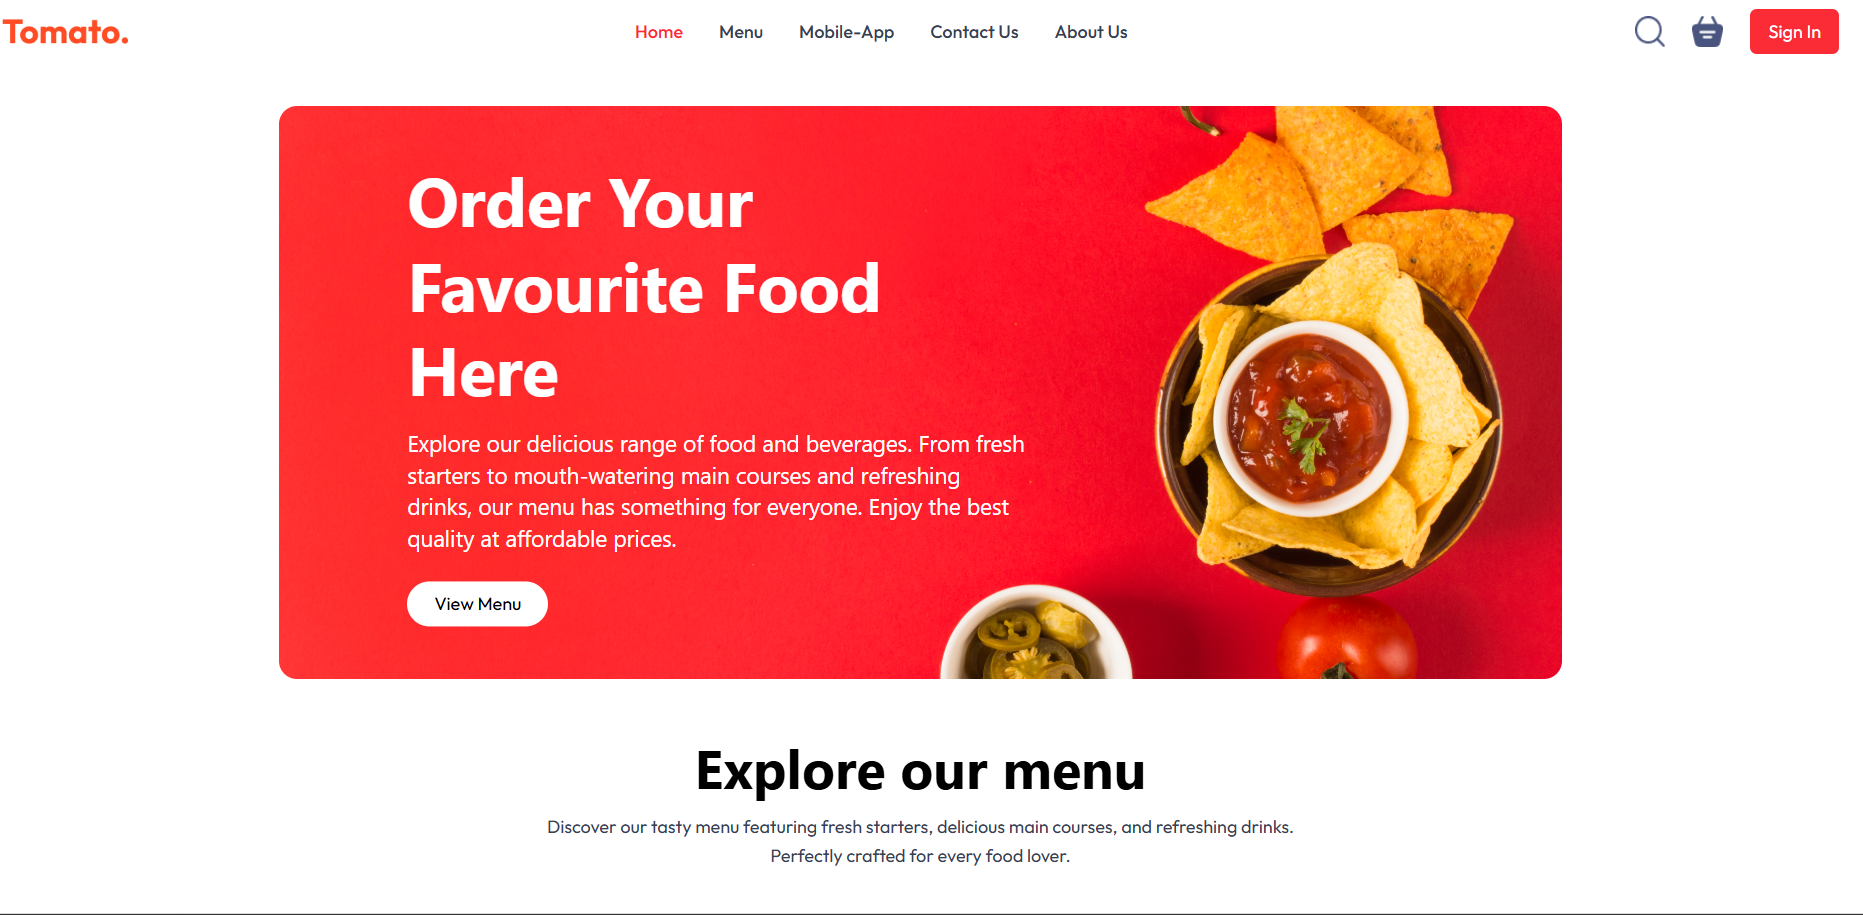 Tomato.
Home Menu Mobile-App Contact Us About Us
Sign In
Order Your
Favourite Food
Here
Explore our delicious range of food and beverages. From fresh
starters to mouth-watering main courses and refreshing
drinks, our menu has something for everyone. Enjoy the best
quality at affordable prices.
View Menu
Explore our menu
Discover our tasty menu featuring fresh starters, delicious main courses, and refreshing drinks.
Perfectly crafted for every food lover.